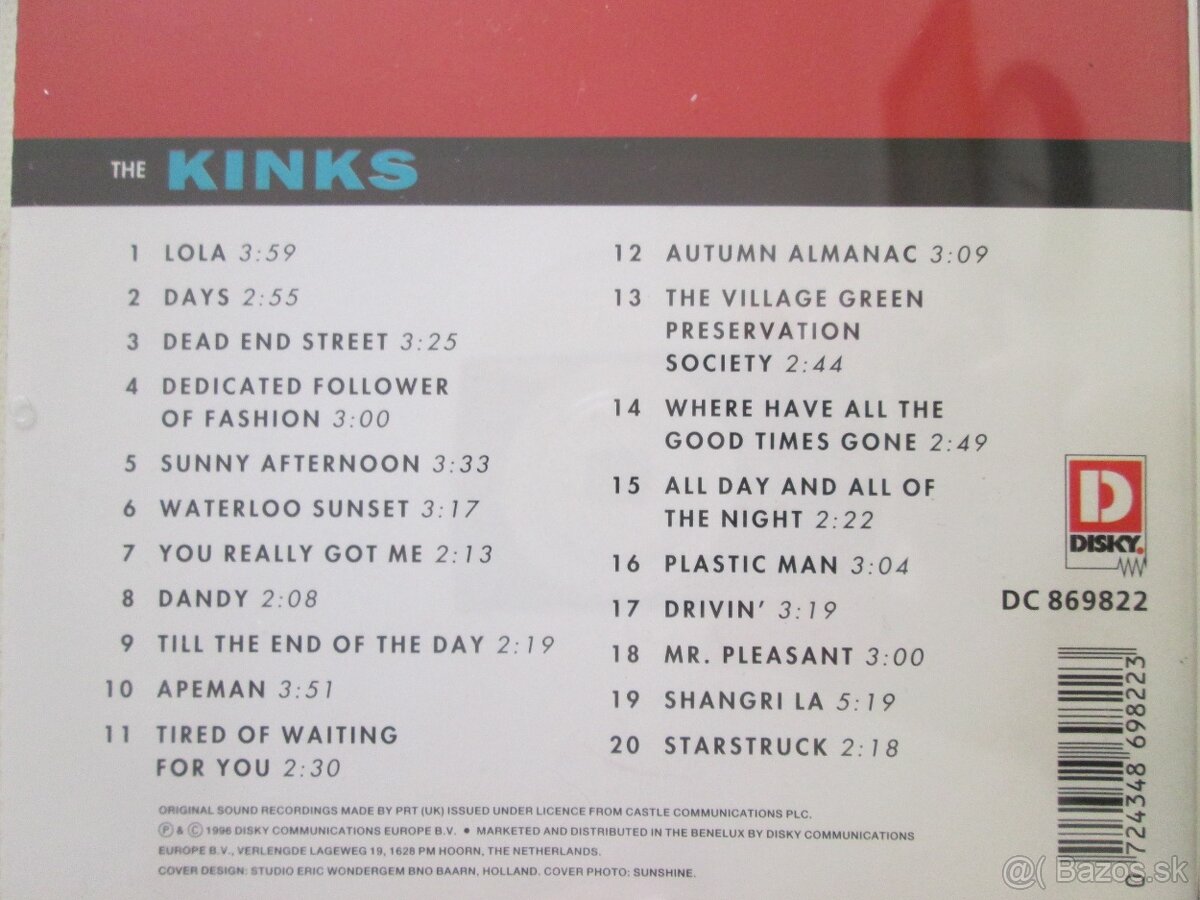 THE KINKS
1 LOLA 3:59
2 DAYS 2:55
3 DEAD END STREET 3:25
4 DEDICATED FOLLOWER
OF FASHION 3:00
5 SUNNY AFTERNOON 3:33
6 WATERLOO SUNSET 3:17
7 YOU REALLY GOT ME 2:13
8 DANDY 2:08
9 TILL THE END OF THE DAY 2:19
10 APEMAN 3:51
11 TIRED OF WAITING
FOR YOU 2:30
12 AUTUMN ALMANAC 3:09
13 THE VILLAGE GREEN
PRESERVATION
SOCIETY 2:44
14 WHERE HAVE ALL THE
GOOD TIMES GONE 2:49
15 ALL DAY AND ALL OF
THE NIGHT 2:22
16 PLASTIC MAN 3:04
17 DRIVIN' 3:19
18 MR. PLEASANT 3:00
19 SHANGRI LA 5:19
20 STARSTRUCK 2:18
D
DISKY.
DC 869822
0 724348 698223
ORIGINAL SOUND RECORDINGS MADE BY PRT (UK) ISSUED UNDER LICENCE FROM CASTLE COMMUNICATIONS PLC.
Ⓟ & © 1996 DISKY COMMUNICATIONS EUROPE B.V. • MARKETED AND DISTRIBUTED IN THE BENELUX BY DISKY COMMUNICATIONS
EUROPE B.V., VERLENGDE LAGEWEG 19, 1628 PM HOORN, THE NETHERLANDS.
COVER DESIGN: STUDIO ERIC WONDERGEM BNO BAARN, HOLLAND. COVER PHOTO: SUNSHINE.
@( Bazos.sk